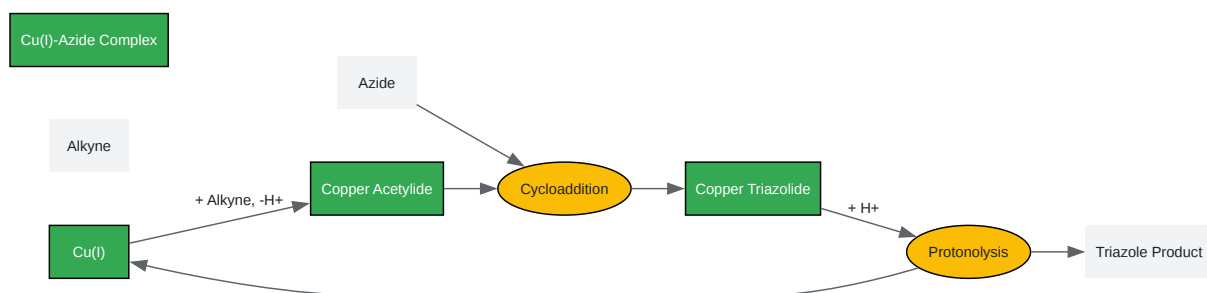 Cu(I)-Azide Complex
Azide
Alkyne
+ Alkyne, -H+
Copper Acetylide
Cycloaddition
Copper Triazolide
+ H+
Cu(I)
Protonolysis
Triazole Product